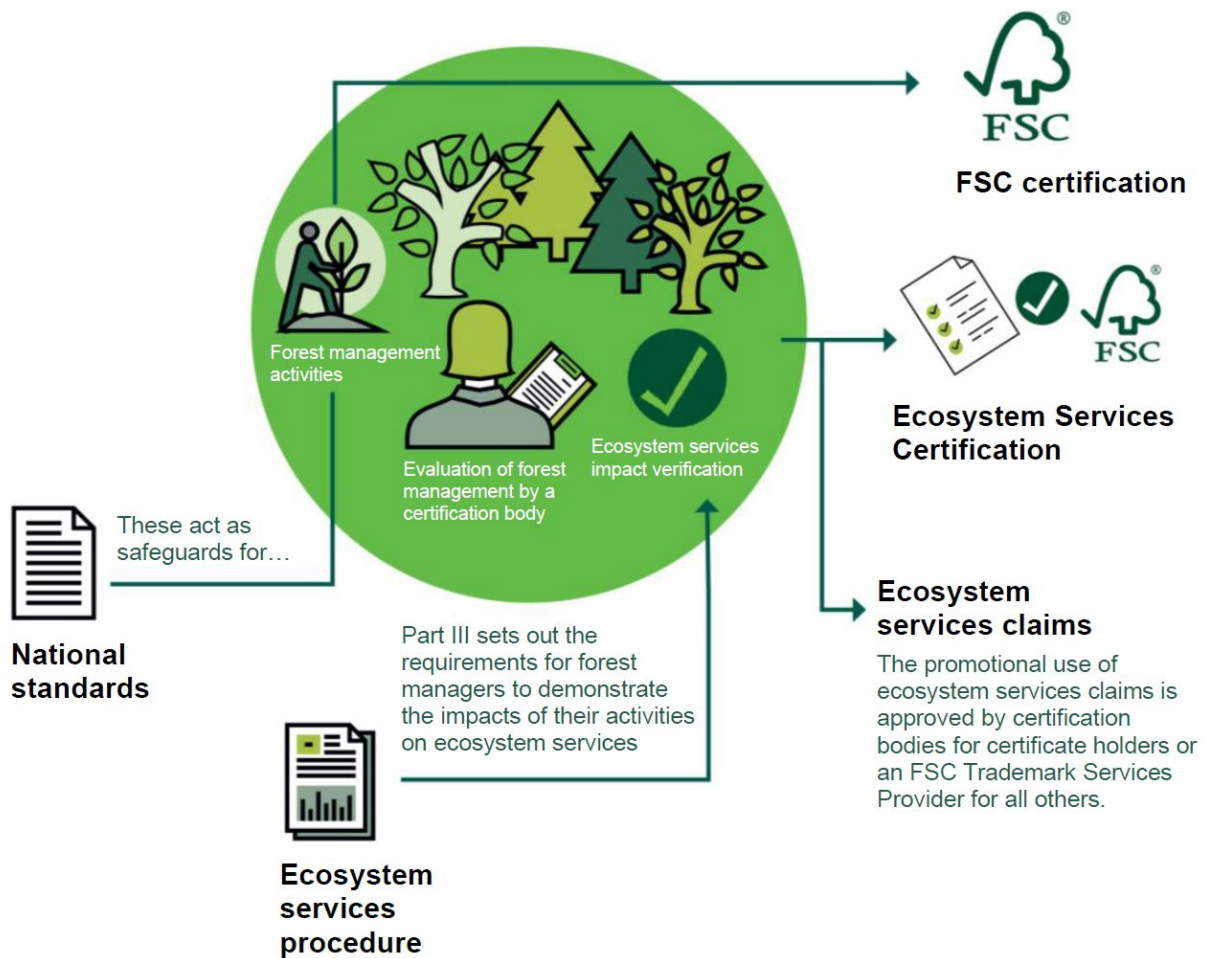 ®
FSC
FSC certification
Forest management
activities
Evaluation of forest
management by a
certification body
Ecosystem services
impact verification
®
FSC
Ecosystem Services
Certification
These act as
safeguards for…
National
standards
Part III sets out the
requirements for forest
managers to demonstrate
the impacts of their activities
on ecosystem services
Ecosystem
services claims
The promotional use of
ecosystem services claims is
approved by certification
bodies for certificate holders or
an FSC Trademark Services
Provider for all others.
Ecosystem
services
procedure